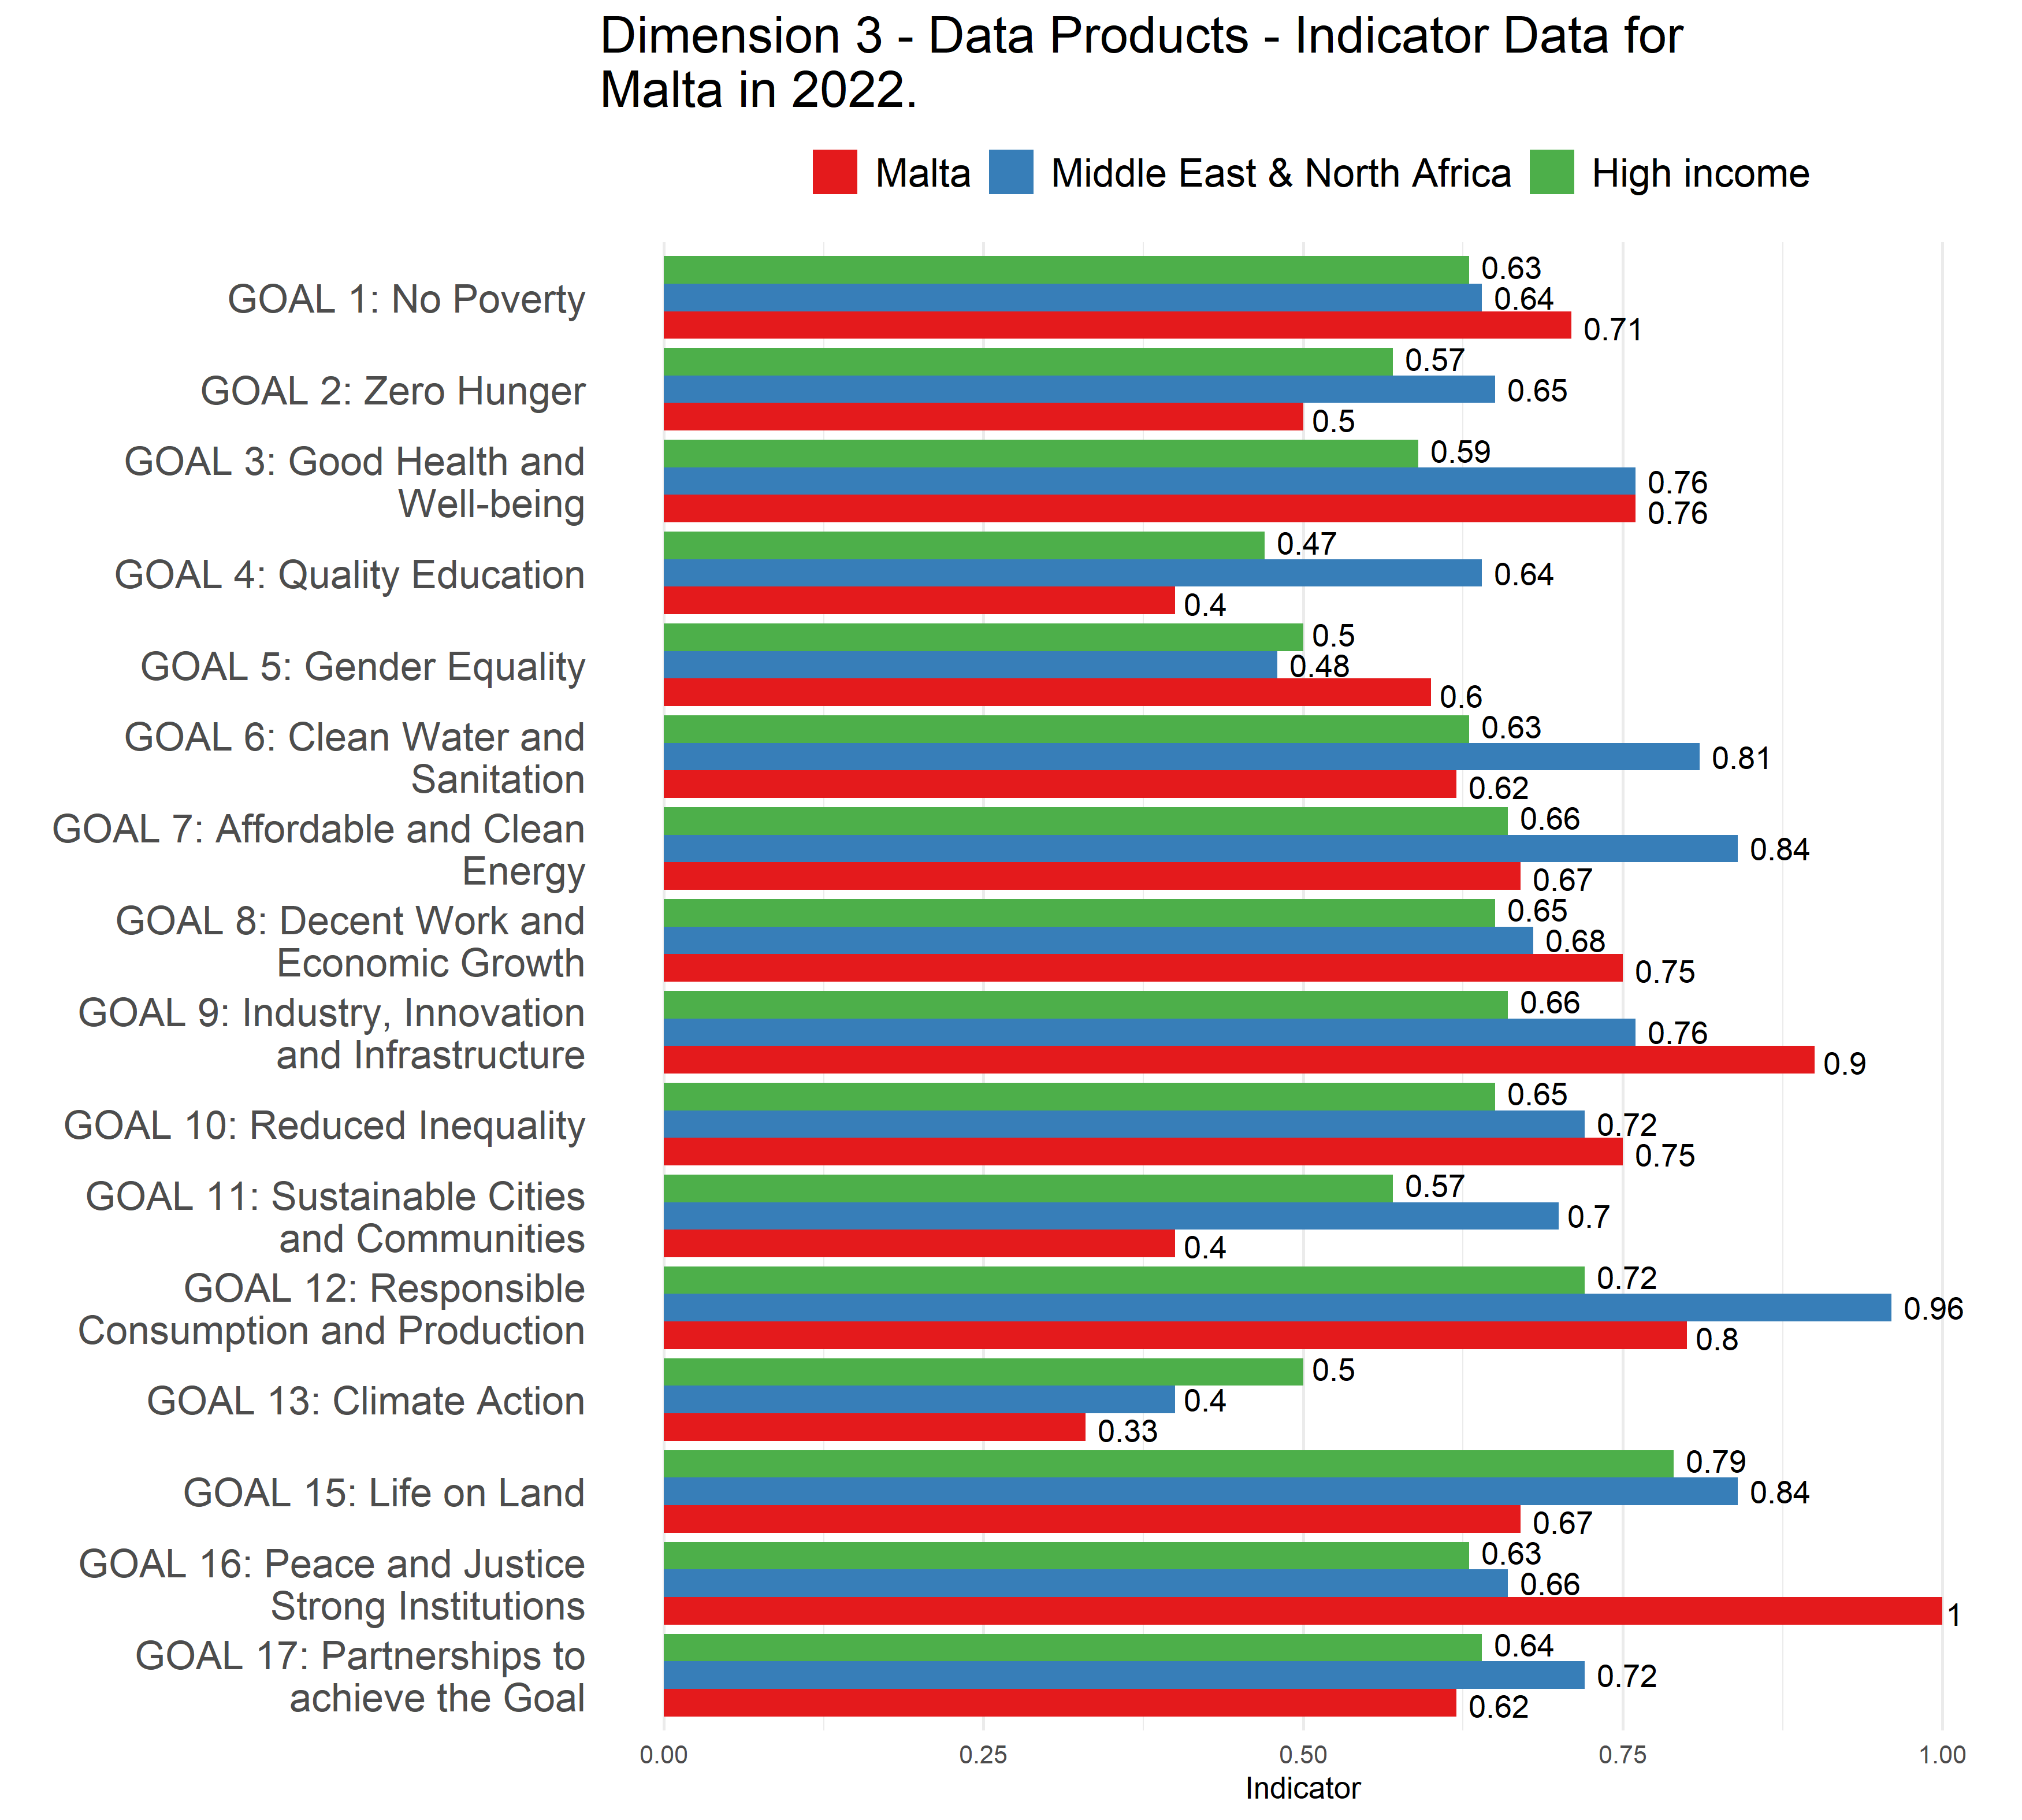 Dimension 3 - Data Products - Indicator Data for
Malta in 2022.
Malta
Middle East & North Africa
High income
GOAL 1: No Poverty
0.63
0.64
0.71
GOAL 2: Zero Hunger
0.57
0.65
0.5
GOAL 3: Good Health and
Well-being
0.59
0.76
0.76
GOAL 4: Quality Education
0.47
0.64
0.4
GOAL 5: Gender Equality
0.5
0.48
0.6
GOAL 6: Clean Water and
Sanitation
0.63
0.81
0.62
GOAL 7: Affordable and Clean
Energy
0.66
0.84
0.67
GOAL 8: Decent Work and
Economic Growth
0.65
0.68
0.75
GOAL 9: Industry, Innovation
and Infrastructure
0.66
0.76
0.9
GOAL 10: Reduced Inequality
0.65
0.72
0.75
GOAL 11: Sustainable Cities
and Communities
0.57
0.7
0.4
GOAL 12: Responsible
Consumption and Production
0.72
0.96
0.8
GOAL 13: Climate Action
0.5
0.4
0.33
GOAL 15: Life on Land
0.79
0.84
0.67
GOAL 16: Peace and Justice
Strong Institutions
0.63
0.66
1
GOAL 17: Partnerships to
achieve the Goal
0.64
0.72
0.62
0.00
0.25
0.50
0.75
1.00
Indicator